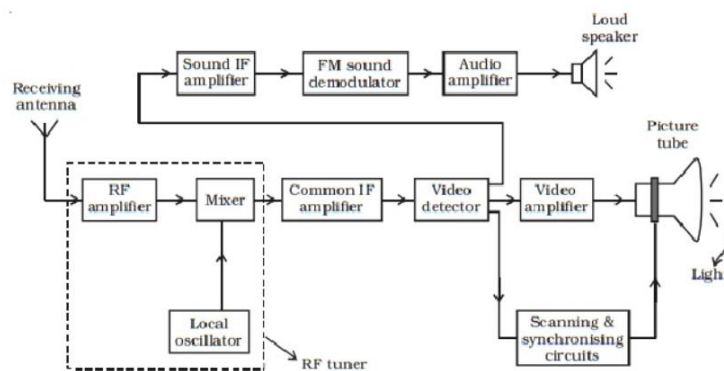 Loud
speaker
Sound IF
amplifier
FM sound
demodulator
Audio
amplifier
Receiving
antenna
Picture
tube
RF
amplifier
Mixer
Common IF
amplifier
Video
detector
Video
amplifier
Light
Local
oscillator
Scanning &
synchronising
circuits
RF tuner